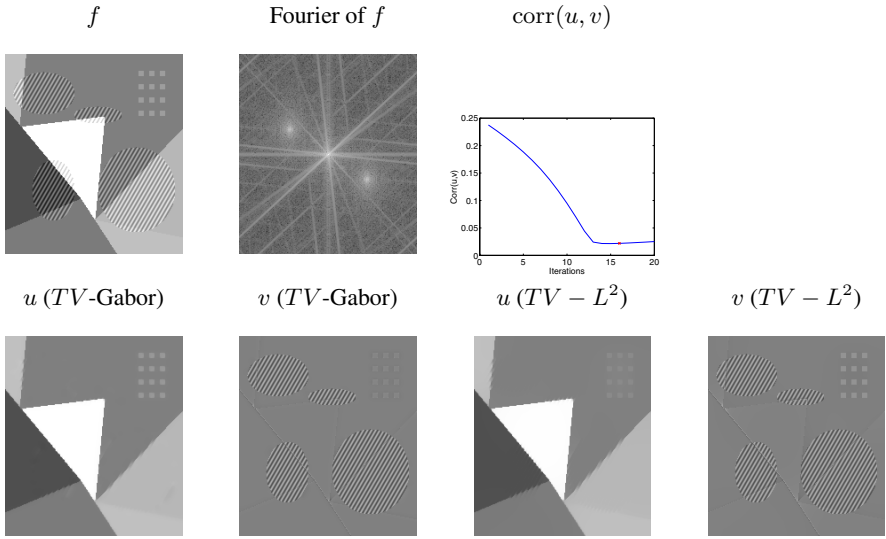 f
Fourier of f
corr(u, v)
0.25
0.2
0.15
0.1
0.05
0
Corr(u,v)
0 5 10 15 20
Iterations
u (TV-Gabor)
v (TV-Gabor)
u (TV − L²)
v (TV − L²)